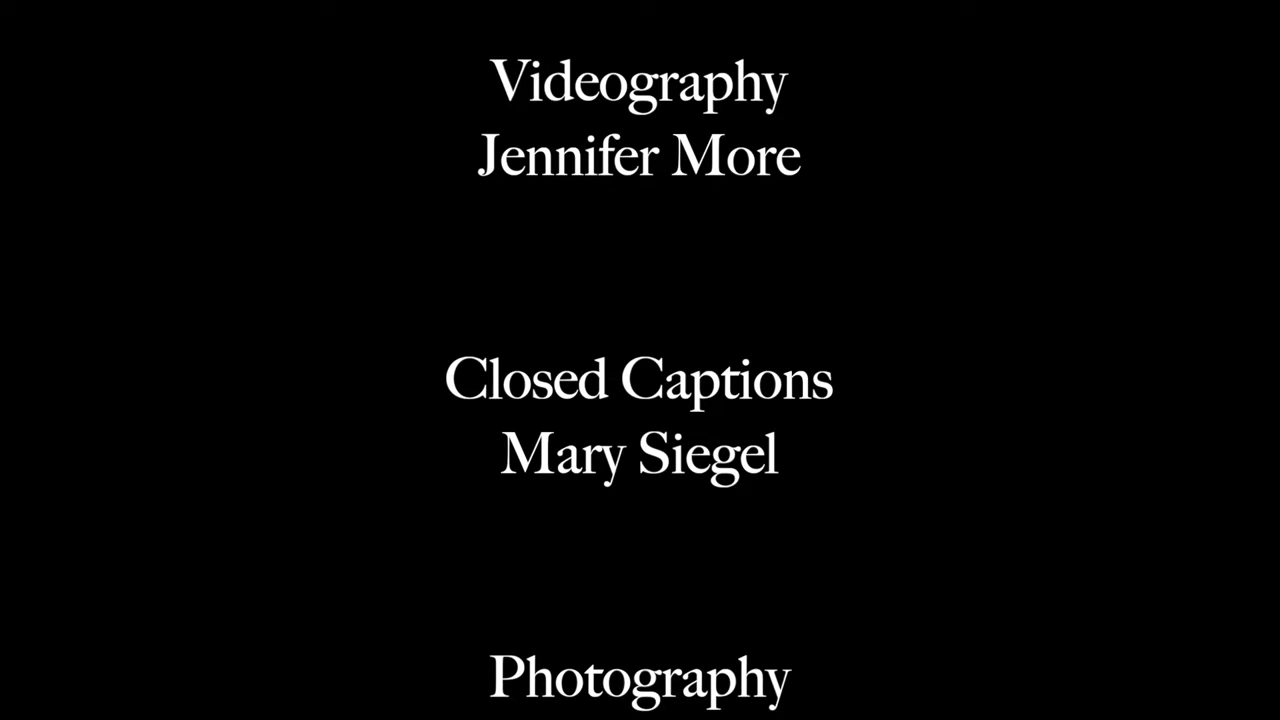 Videography
Jennifer More
Closed Captions
Mary Siegel
Photography